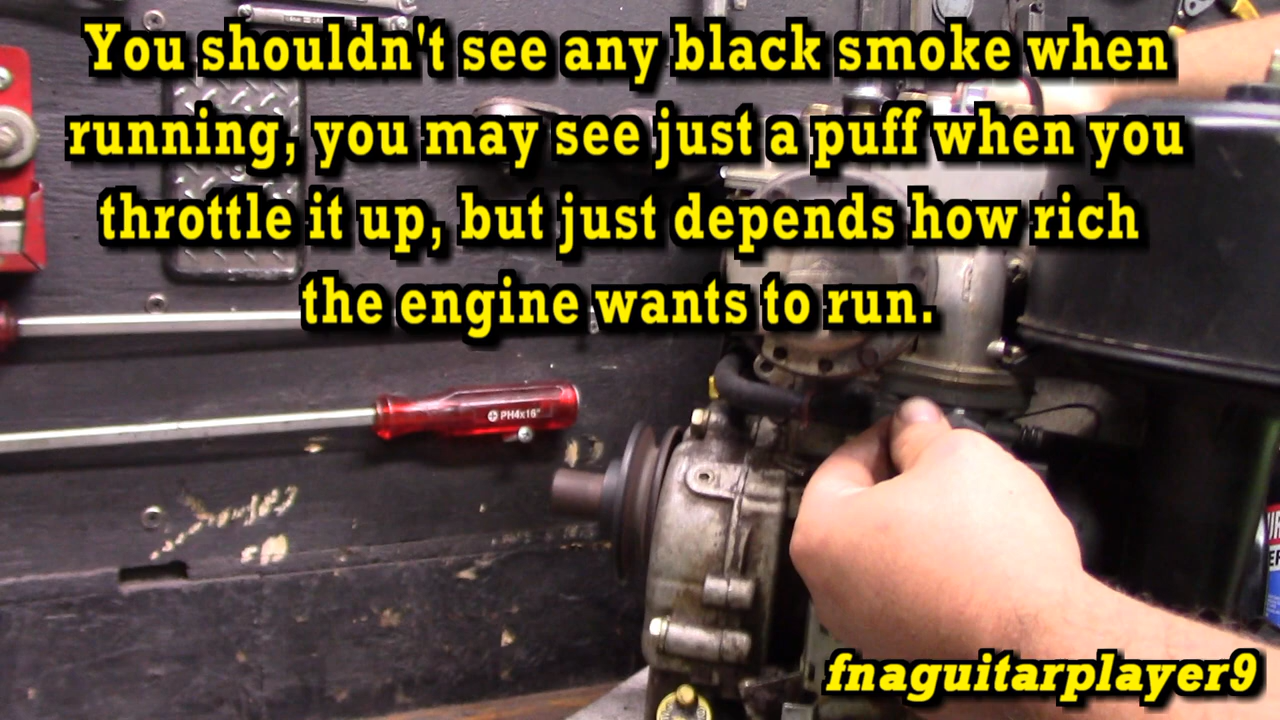 You shouldn't see any black smoke when
running, you may see just a puff when you
throttle it up, but just depends how rich
the engine wants to run.
PH4x16"
fnaguitarplayer9